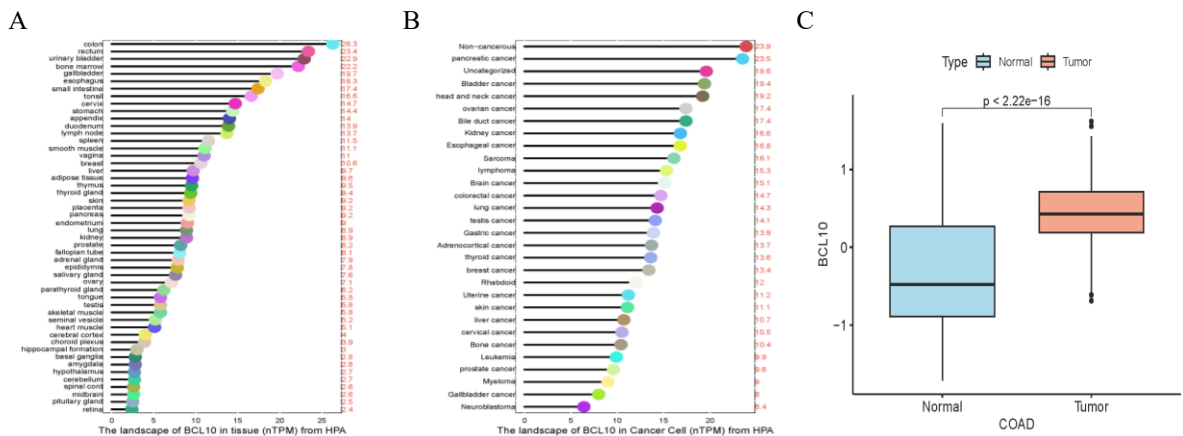 A
colon 26.3
rectum 23.4
urinary bladder 22.9
bone marrow 22.2
gallbladder 19.7
esophagus 18.3
small intestine 17.4
tonsil 16.6
cervix 14.7
stomach 14.4
appendix 14
duodenum 13.9
lymph node 13.7
spleen 11.5
smooth muscle 11.1
vagina 11
breast 10.6
liver 9.7
adipose tissue 9.6
thymus 9.5
thyroid gland 9.4
skin 9.2
placenta 9.2
pancreas 9.2
endometrium 9
lung 8.9
kidney 8.9
prostate 8.2
fallopian tube 8.1
adrenal gland 7.9
epididymis 7.8
salivary gland 7.6
ovary 7.1
parathyroid gland 6.2
tongue 5.8
testis 5.8
skeletal muscle 5.8
seminal vesicle 5.2
heart muscle 5.1
cerebral cortex 4
choroid plexus 3.9
hippocampal formation 3
basal ganglia 2.8
amygdala 2.8
hypothalamus 2.7
cerebellum 2.7
spinal cord 2.6
midbrain 2.6
pituitary gland 2.5
retina 2.4
0 5 10 15 20 25
The landscape of BCL10 in tissue (nTPM) from HPA
B
Non-cancerous 23.9
pancreatic cancer 23.5
Uncategorized 19.6
Bladder cancer 19.4
head and neck cancer 19.2
ovarian cancer 17.4
Bile duct cancer 17.4
Kidney cancer 16.8
Esophageal cancer 16.8
Sarcoma 16.1
lymphoma 15.3
Brain cancer 15.1
colorectal cancer 14.7
lung cancer 14.3
testis cancer 14.1
Gastric cancer 13.9
Adrenocortical cancer 13.7
thyroid cancer 13.6
breast cancer 13.4
Rhabdoid 12
Uterine cancer 11.2
skin cancer 11.1
liver cancer 10.7
cervical cancer 10.5
Bone cancer 10.4
Leukemia 9.9
prostate cancer 9.6
Myeloma 9
Gallbladder cancer 8
Neuroblastoma 6.4
0 5 10 15 20
The landscape of BCL10 in Cancer Cell (nTPM) from HPA
C
Type Normal Tumor
p < 2.22e−16
1
0
−1
BCL10
Normal Tumor
COAD